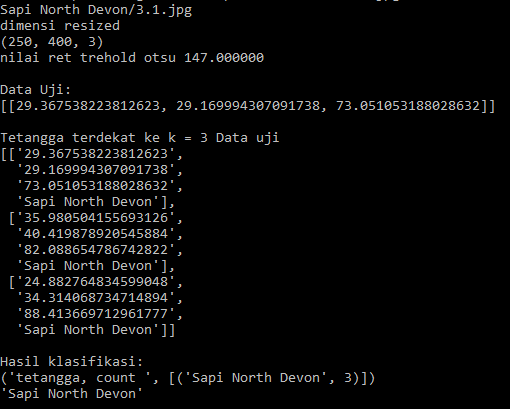 Sapi North Devon/3.1.jpg
dimensi resized
(250, 400, 3)
nilai ret trehold otsu 147.000000
Data Uji:
[[29.367538223812623, 29.169994307091738, 73.051053188028632]]
Tetangga terdekat ke k = 3 Data uji
[['29.367538223812623',
'29.169994307091738',
'73.051053188028632',
'Sapi North Devon'],
['35.980504155693126',
'40.419878920545884',
'82.088654786742822',
'Sapi North Devon'],
['24.882764834599048',
'34.314068734714894',
'88.413669712961777',
'Sapi North Devon']]
Hasil klasifikasi:
('tetangga, count ', [('Sapi North Devon', 3)])
'Sapi North Devon'